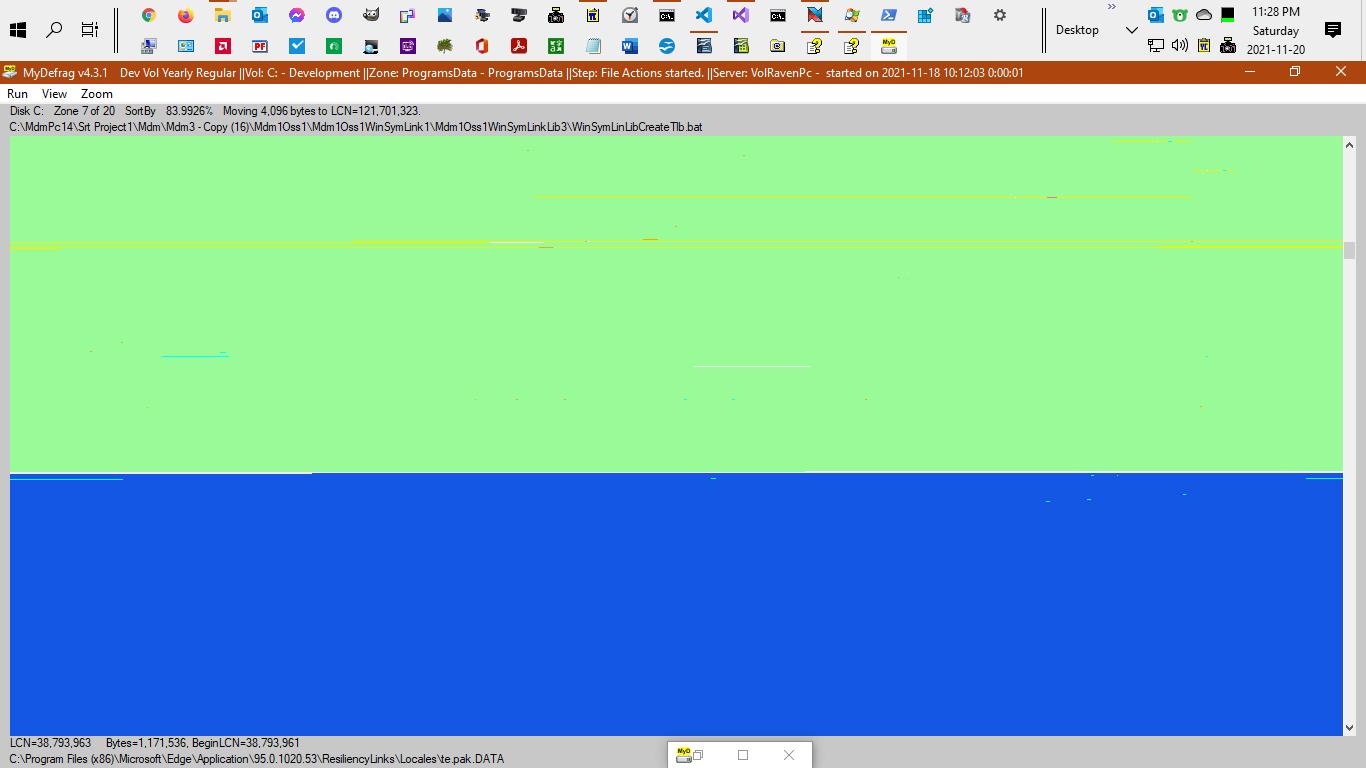 11:28 PM
Desktop
Saturday
2021-11-20
MyDefrag v4.3.1 Dev Vol Yearly Regular ||Vol: C: - Development ||Zone: ProgramsData - ProgramsData ||Step: File Actions started. ||Server: VolRavenPc - started on 2021-11-18 10:12:03 0:00:01
Run View Zoom
Disk C: Zone 7 of 20 SortBy 83.9926% Moving 4,096 bytes to LCN=121,701,323.
C:\MdmPc14\Srt Project1\Mdm\Mdm3 - Copy (16)\Mdm1Oss1\Mdm1Oss1WinSymLink1\Mdm1Oss1WinSymLinkLib3\WinSymLinLibCreateTlb.bat
LCN=38,793,963 Bytes=1,171,536, BeginLCN=38,793,961
C:\Program Files (x86)\Microsoft\Edge\Application\95.0.1020.53\ResiliencyLinks\Locales\te.pak.DATA